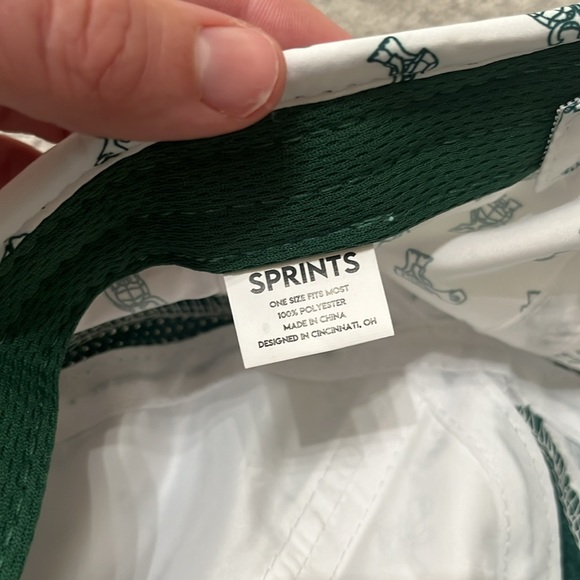 SPRINTS
ONE SIZE FITS MOST
100% POLYESTER
MADE IN CHINA
DESIGNED IN CINCINNATI, OH